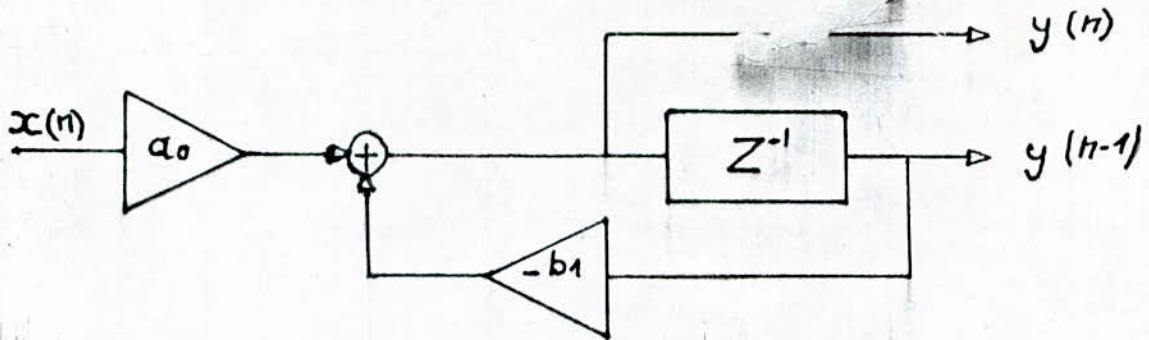 y(n)
x(n)
a₀
+
Z⁻¹
y(n-1)
-b1